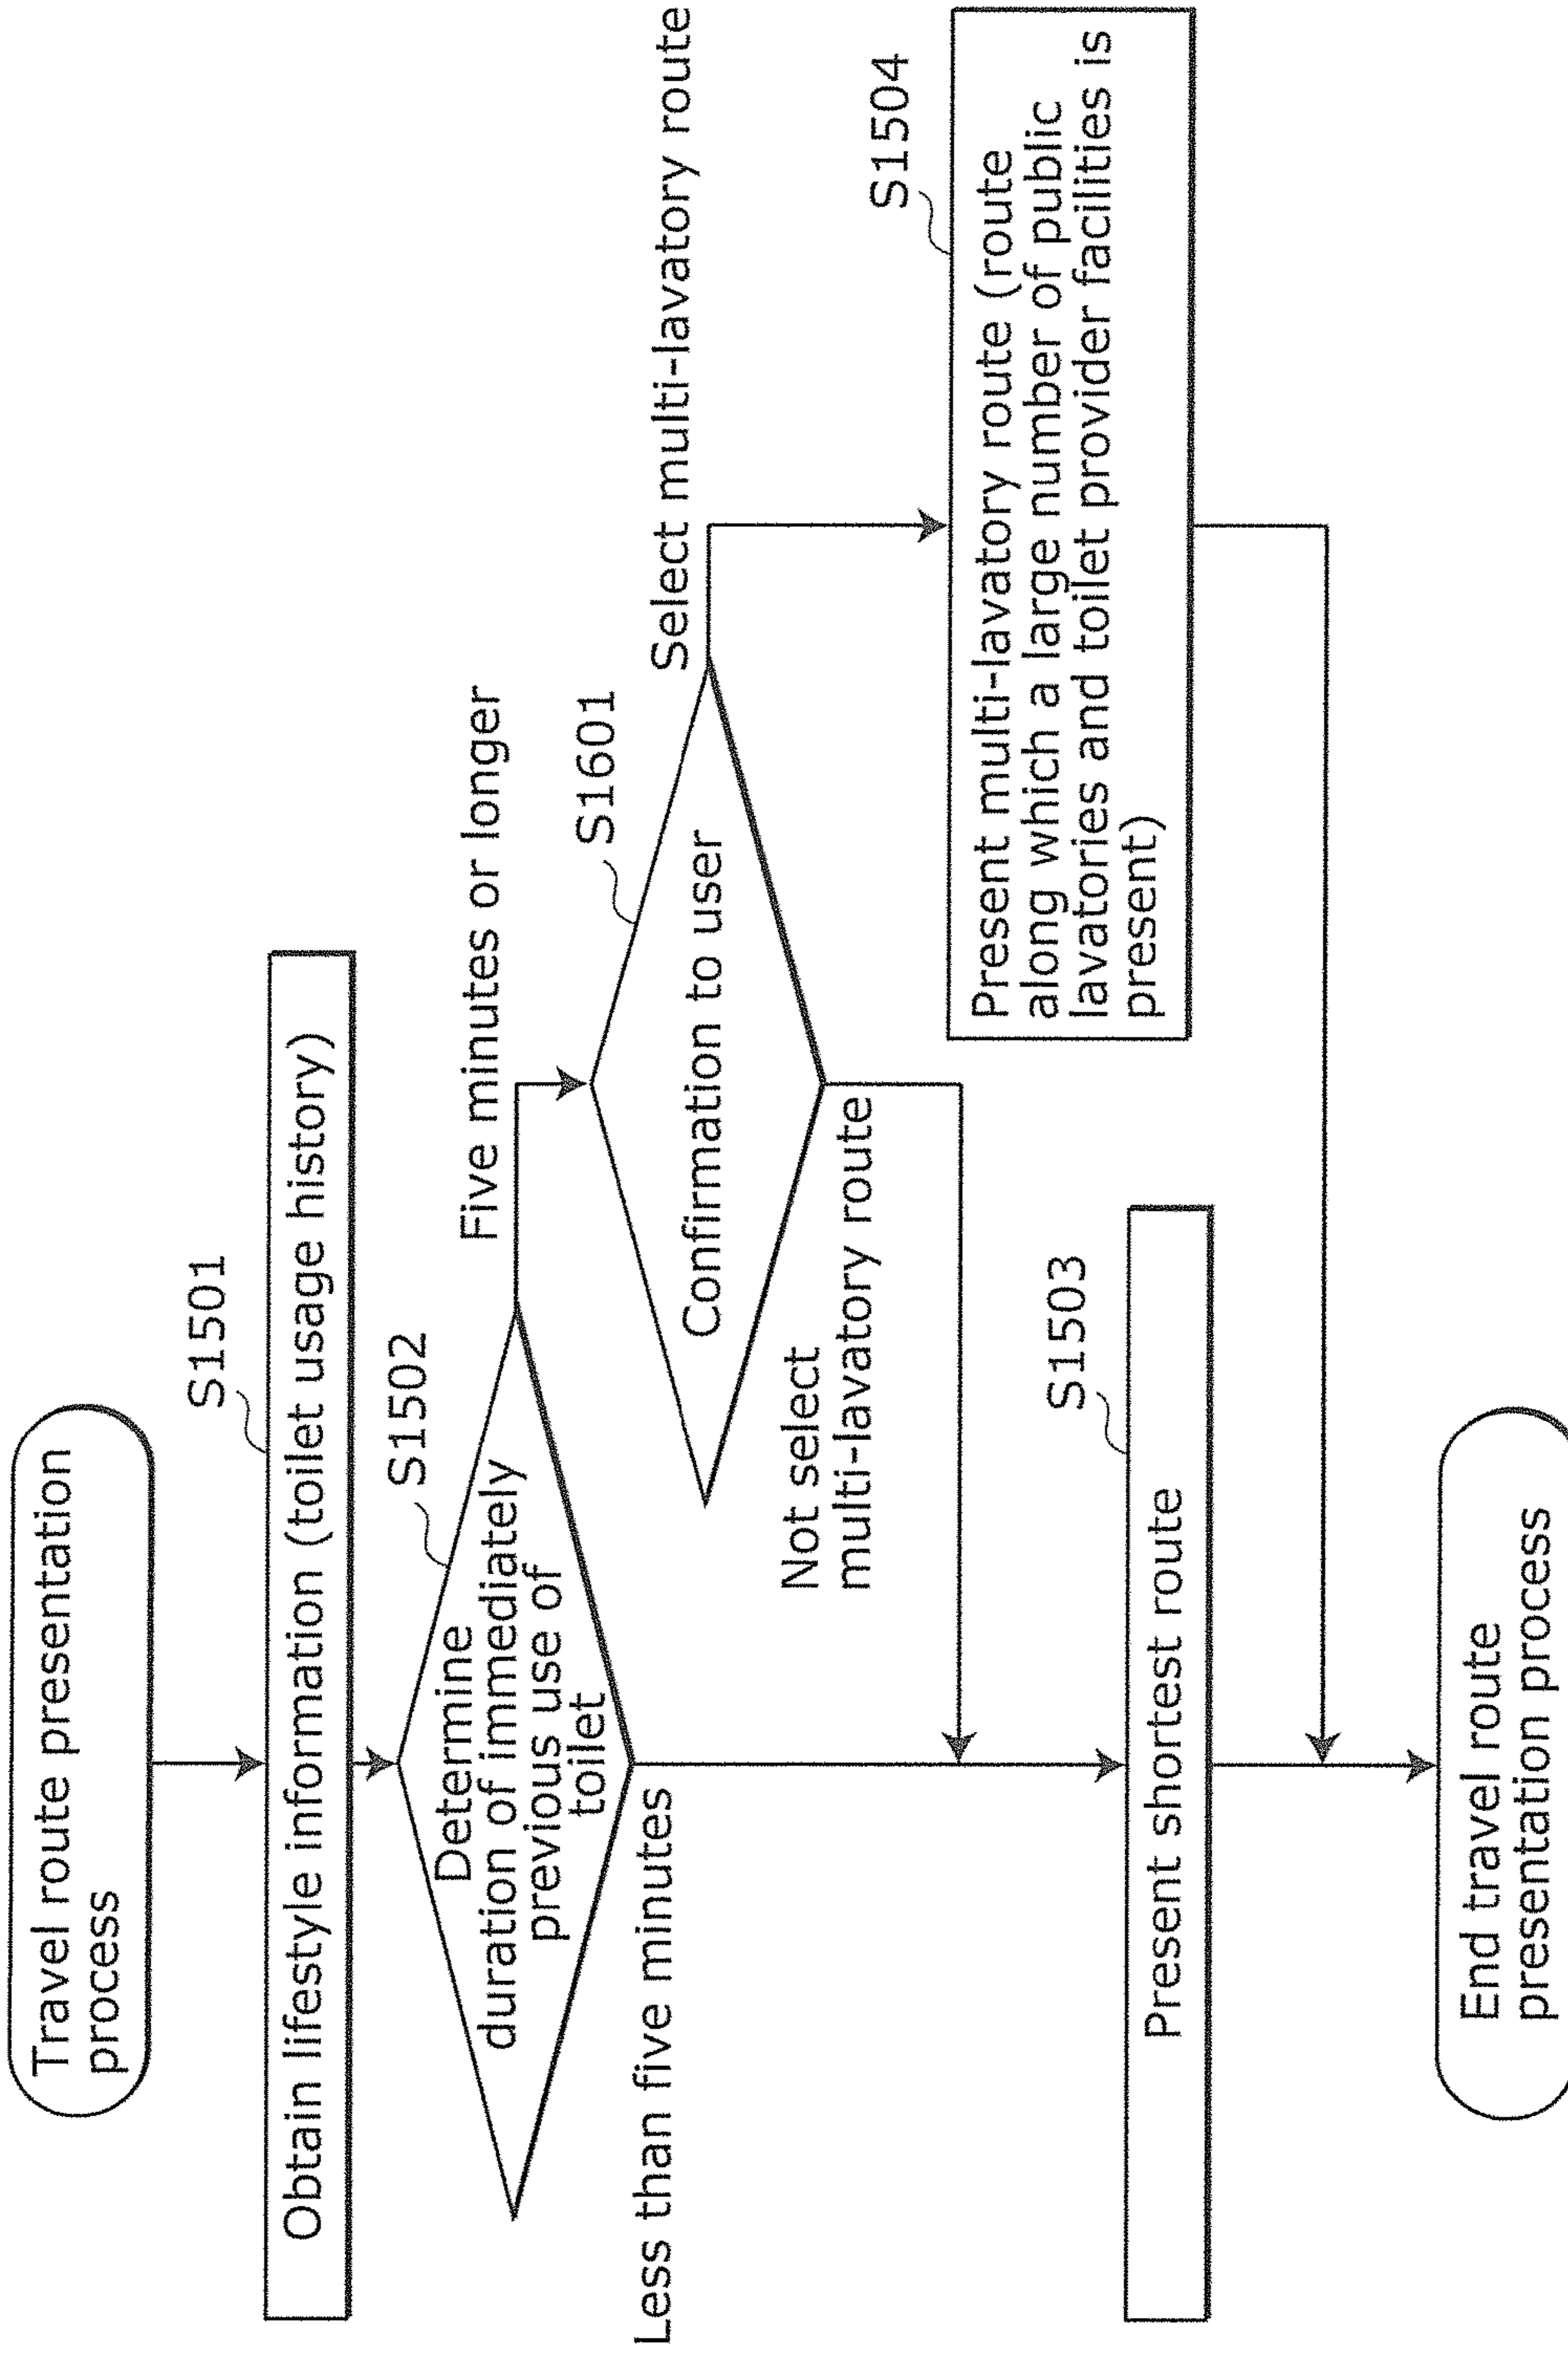 Travel route presentation
process
S1501
Obtain lifestyle information (toilet usage history)
S1502
Determine
duration of immediately
previous use of
toilet
Five minutes or longer
Less than five minutes
S1601
Confirmation to user
Select multi-lavatory route
Not select
multi-lavatory route
S1504
Present multi-lavatory route (route
along which a large number of public
lavatories and toilet provider facilities is
present)
S1503
Present shortest route
End travel route
presentation process